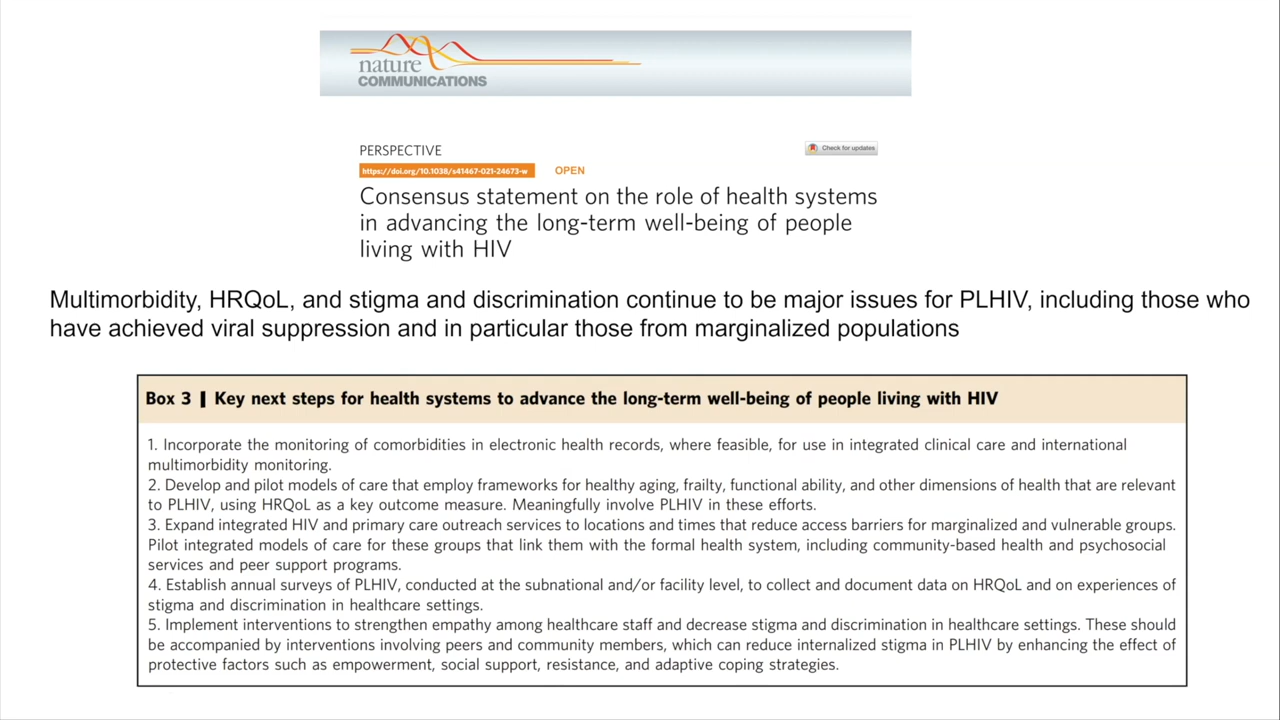 nature
COMMUNICATIONS
PERSPECTIVE
Check for updates
https://doi.org/10.1038/s41467-021-24673-w OPEN
Consensus statement on the role of health systems
in advancing the long-term well-being of people
living with HIV
Multimorbidity, HRQoL, and stigma and discrimination continue to be major issues for PLHIV, including those who
have achieved viral suppression and in particular those from marginalized populations
Box 3 | Key next steps for health systems to advance the long-term well-being of people living with HIV
1. Incorporate the monitoring of comorbidities in electronic health records, where feasible, for use in integrated clinical care and international
multimorbidity monitoring.
2. Develop and pilot models of care that employ frameworks for healthy aging, frailty, functional ability, and other dimensions of health that are relevant
to PLHIV, using HRQoL as a key outcome measure. Meaningfully involve PLHIV in these efforts.
3. Expand integrated HIV and primary care outreach services to locations and times that reduce access barriers for marginalized and vulnerable groups.
Pilot integrated models of care for these groups that link them with the formal health system, including community-based health and psychosocial
services and peer support programs.
4. Establish annual surveys of PLHIV, conducted at the subnational and/or facility level, to collect and document data on HRQoL and on experiences of
stigma and discrimination in healthcare settings.
5. Implement interventions to strengthen empathy among healthcare staff and decrease stigma and discrimination in healthcare settings. These should
be accompanied by interventions involving peers and community members, which can reduce internalized stigma in PLHIV by enhancing the effect of
protective factors such as empowerment, social support, resistance, and adaptive coping strategies.